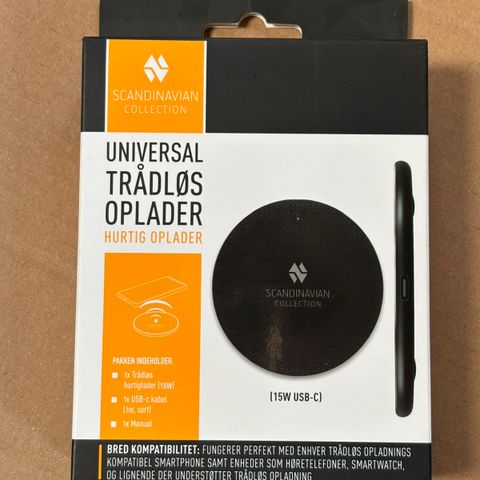 SCANDINAVIAN
COLLECTION
UNIVERSAL
TRÅDLØS
OPLADER
HURTIG OPLADER
SCANDINAVIAN
COLLECTION
PAKKEN INDEHOLDER:
1x Trådløs
hurtiglader (15W)
1x USB-c kabel
(1m, sort)
1x Manual
(15W USB-C)
BRED KOMPATIBILITET: FUNGERER PERFEKT MED ENHVER TRÅDLØS OPLADNINGS
KOMPATIBEL SMARTPHONE SAMT ENHEDER SOM HØRETELEFONER, SMARTWATCH,
OG LIGNENDE DER UNDERSTØTTER TRÅDLØS OPLADNING